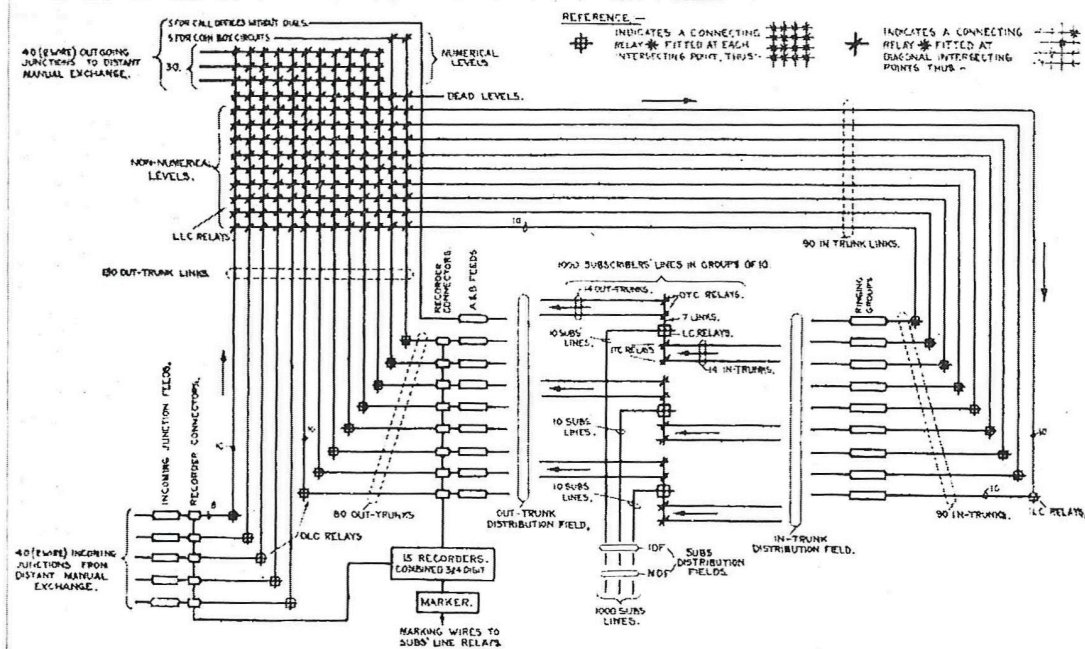 5 FOR CALL OFFICES WITHOUT DIALS.
5 FOR COIN BOX CIRCUITS
40 (2 WIRE) OUTGOING
JUNCTIONS TO DISTANT
MANUAL EXCHANGE.
30.
NUMERICAL
LEVELS
REFERENCE —
INDICATES A CONNECTING
RELAY FITTED AT EACH
INTERSECTING POINT, THUS:-
INDICATES A CONNECTING
RELAY FITTED AT
DIAGONAL INTERSECTING
POINTS THUS —
DEAD LEVELS.
NON-NUMERICAL
LEVELS.
LLC RELAYS
10
90 IN TRUNK LINKS.
130 OUT-TRUNK LINKS.
RECORDER
CONNECTORS.
A & B FEEDS
1000 SUBSCRIBERS' LINES IN GROUPS OF 10.
14 OUT-TRUNKS.
OTC RELAYS.
7 LINKS.
10 SUBS'
LINES.
LC RELAYS.
ITC RELAYS
14 IN-TRUNKS.
RINGING
GROUPS
INCOMING JUNCTION FEEDS.
RECORDER CONNECTORS.
10 SUBS
LINES.
10 SUBS
LINES.
10
10
8
80 OUT-TRUNKS
OUT-TRUNK
DISTRIBUTION FIELD.
IN-TRUNK
DISTRIBUTION FIELD.
90 IN-TRUNKS.
ILC RELAYS.
OLC RELAYS
40 (2 WIRE) INCOMING
JUNCTIONS FROM
DISTANT MANUAL
EXCHANGE.
15 RECORDERS.
COMBINED 3/4 DIGIT
IDF
MDF
SUBS
DISTRIBUTION
FIELDS.
MARKER.
1000 SUBS
LINES.
MARKING WIRES TO
SUBS' LINE RELAYS